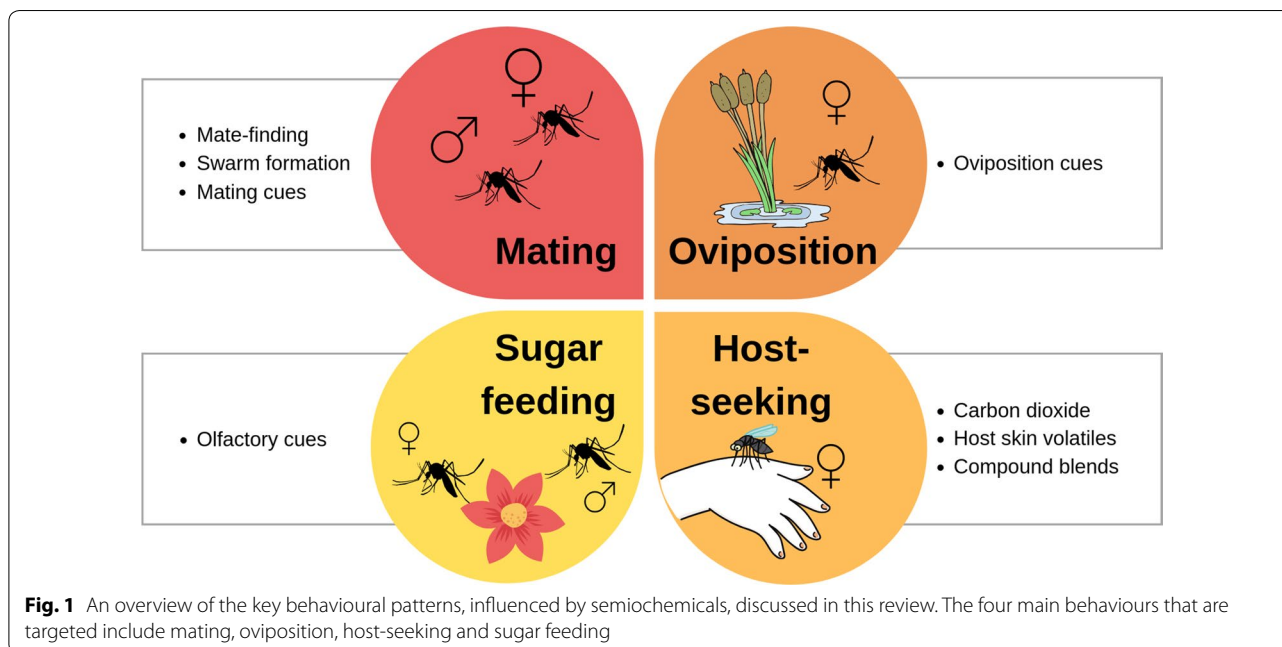 • Mate-finding
• Swarm formation
• Mating cues
Mating
Oviposition
• Oviposition cues
• Olfactory cues
Sugar
feeding
Host-
seeking
• Carbon dioxide
• Host skin volatiles
• Compound blends
Fig. 1 An overview of the key behavioural patterns, influenced by semiochemicals, discussed in this review. The four main behaviours that are
targeted include mating, oviposition, host-seeking and sugar feeding